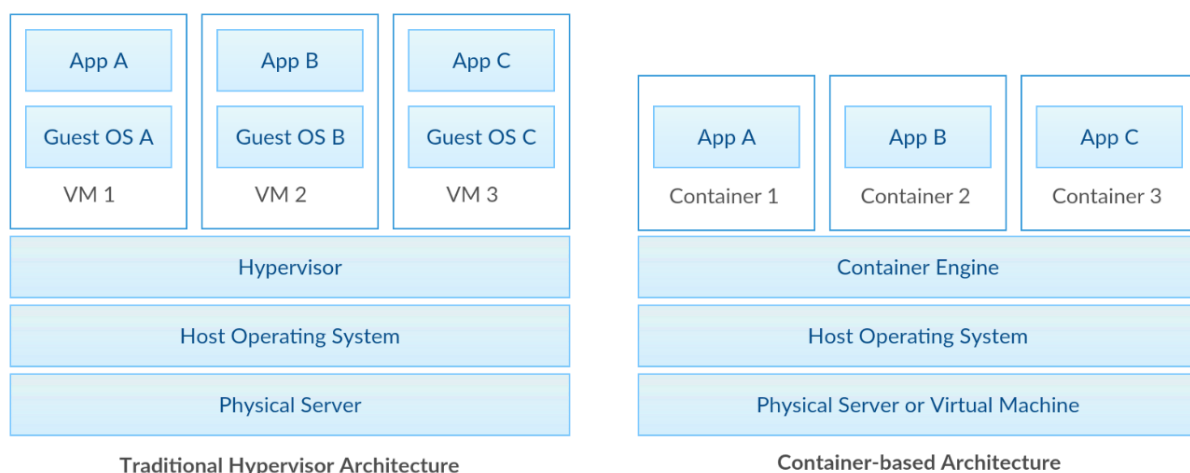 App A
App B
App C
Guest OS A
Guest OS B
Guest OS C
VM 1
VM 2
VM 3
Hypervisor
Host Operating System
Physical Server
Traditional Hypervisor Architecture
App A
App B
App C
Container 1
Container 2
Container 3
Container Engine
Host Operating System
Physical Server or Virtual Machine
Container-based Architecture